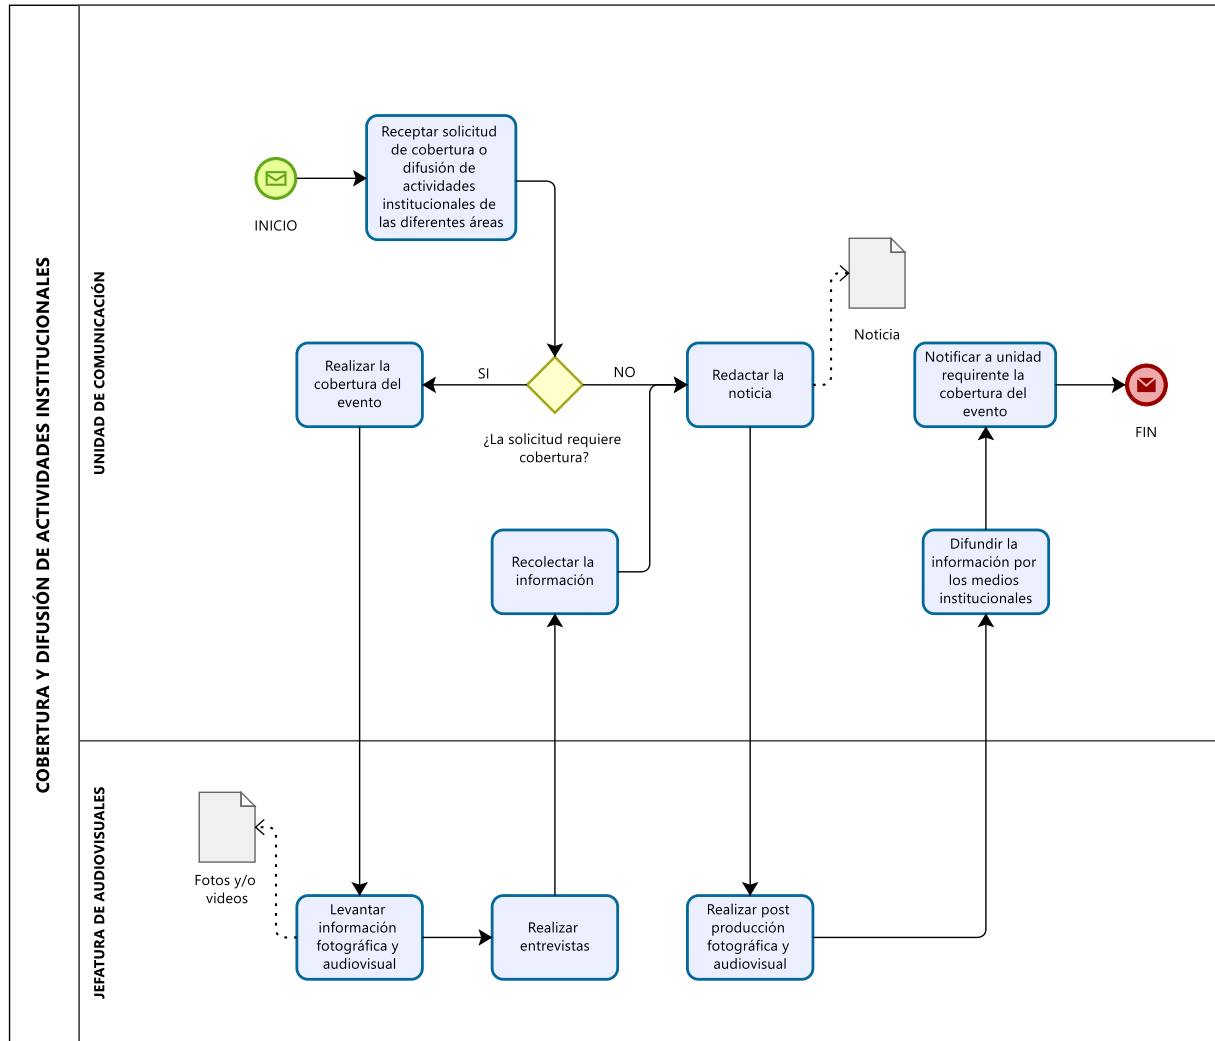 COBERTURA Y DIFUSIÓN DE ACTIVIDADES INSTITUCIONALES
UNIDAD DE COMUNICACIÓN
INICIO
Receptar solicitud
de cobertura o
difusión de
actividades
institucionales de
las diferentes áreas
Realizar la
cobertura del
evento
SI
NO
¿La solicitud requiere
cobertura?
Redactar la
noticia
Noticia
Notificar a unidad
requirente la
cobertura del
evento
FIN
Recolectar la
información
Difundir la
información por
los medios
institucionales
JEFATURA DE AUDIOVISUALES
Fotos y/o
videos
Levantar
información
fotográfica y
audiovisual
Realizar
entrevistas
Realizar post
producción
fotográfica y
audiovisual